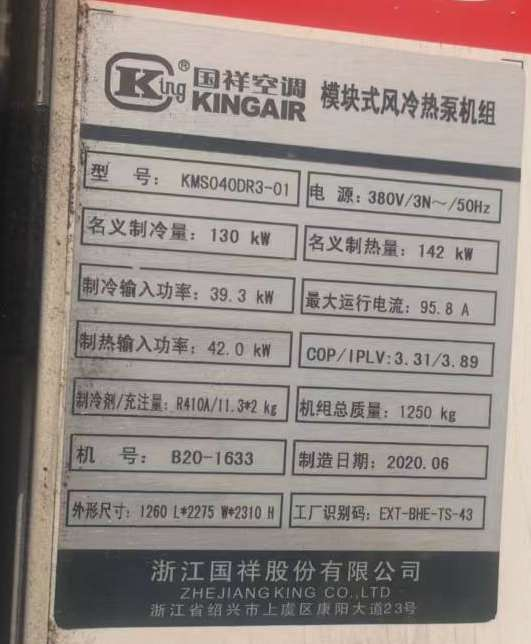 King® 国祥空调 KINGAIR 模块式风冷热泵机组
型 号: KMS040DR3-01 电 源: 380V/3N～/50Hz
名义制冷量: 130 kW 名义制热量: 142 kW
制冷输入功率: 39.3 kW 最大运行电流: 95.8 A
制热输入功率: 42.0 kW COP/IPLV: 3.31/3.89
制冷剂/充注量: R410A/11.3*2 kg 机组总质量: 1250 kg
机 号: B20-1633 制造日期: 2020.06
外形尺寸: 1260 L*2275 W*2310 H 工厂识别码: EXT-BHE-TS-43
浙江国祥股份有限公司
ZHEJIANG KING CO.,LTD
浙江省绍兴市上虞区康阳大道23号